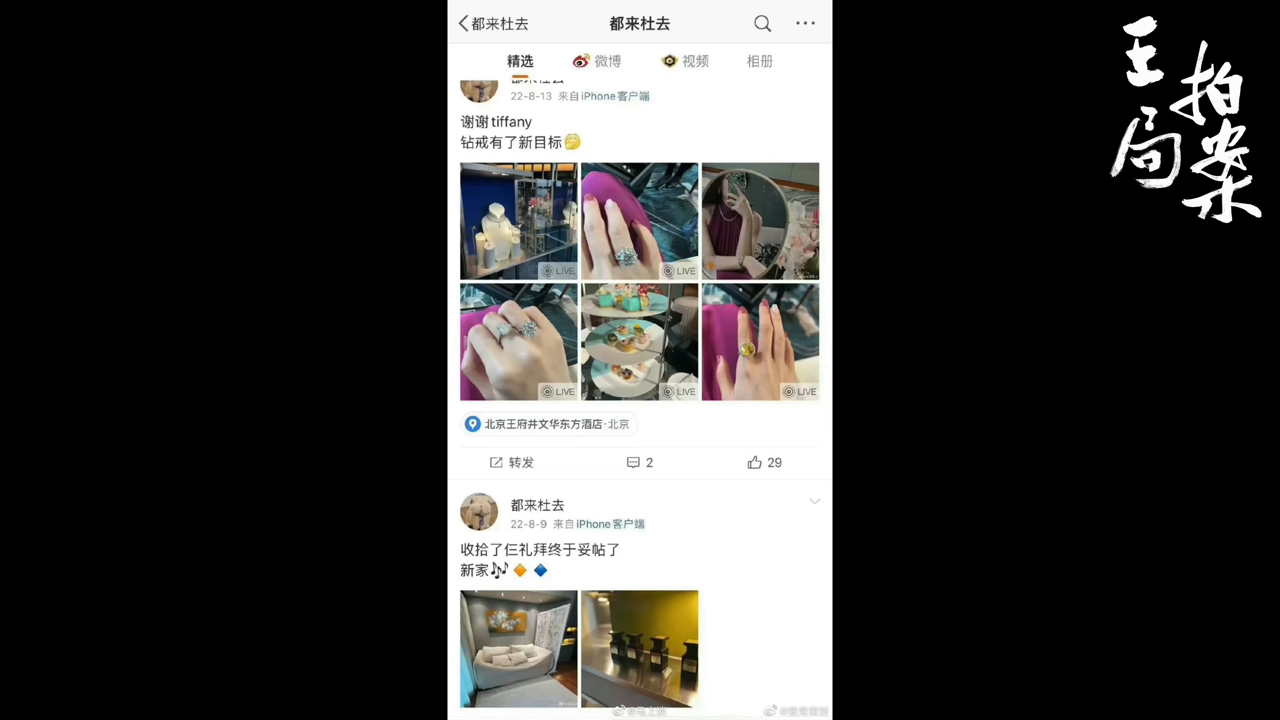 都来杜去
都来杜去
精选
微博
视频
相册
22-8-13 来自iPhone客户端
谢谢tiffany
钻戒有了新目标
LIVE
LIVE
LIVE
LIVE
LIVE
北京王府井文华东方酒店·北京
转发
2
29
都来杜去
22-8-9 来自iPhone客户端
收拾了仨礼拜终于妥帖了
新家
王局拍案